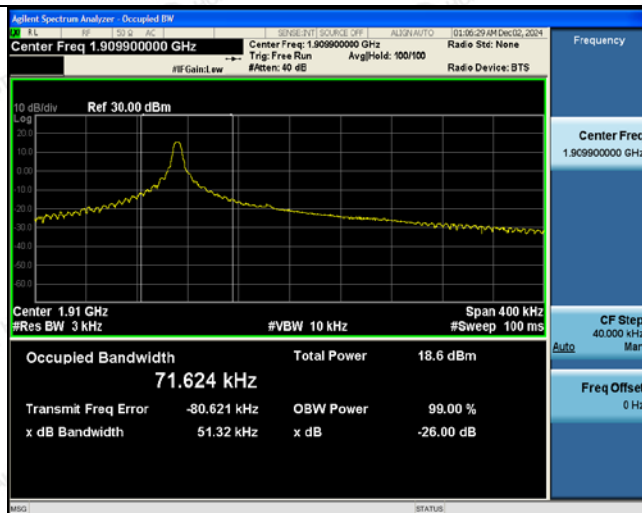 Agilent Spectrum Analyzer - Occupied BW
RL RF 50 Ω AC SENSE:INT SOURCE OFF ALIGN AUTO 01:06:29 AM Dec 02, 2024
Center Freq 1.909900000 GHz Center Freq: 1.909900000 GHz Radio Std: None
Trig: Free Run Avg|Hold: 100/100
#IFGain:Low #Atten: 40 dB Radio Device: BTS
10 dB/div Ref 30.00 dBm
Log
20.0
10.0
0.00
-10.0
-20.0
-30.0
-40.0
-50.0
-60.0
Center 1.91 GHz Span 400 kHz
#Res BW 3 kHz #VBW 10 kHz #Sweep 100 ms
Occupied Bandwidth Total Power 18.6 dBm
71.624 kHz
Transmit Freq Error -80.621 kHz OBW Power 99.00 %
x dB Bandwidth 51.32 kHz x dB -26.00 dB
MSG STATUS
Frequency
Center Freq
1.909900000 GHz
CF Step
40.000 kHz
Auto Man
Freq Offset
0 Hz